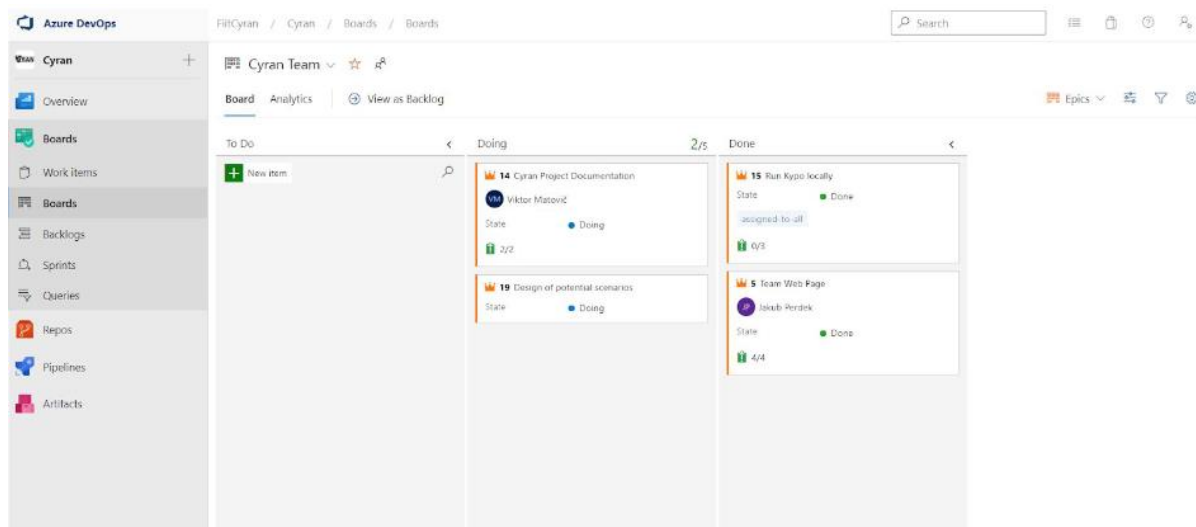 Azure DevOps
FiitCyran / Cyran / Boards / Boards
Search
Cyran
Cyran Team
Overview
Board Analytics View as Backlog
Epics
Boards
To Do
Doing 2/5
Done
Work items
New item
14 Cyran Project Documentation
Viktor Matovič
State Doing
2/2
15 Run Kypo locally
State Done
assigned-to-all
0/3
Boards
Backlogs
Sprints
Queries
19 Design of potential scenarios
State Doing
5 Team Web Page
JP Jakub Perdek
State Done
4/4
VM
Repos
Pipelines
Artifacts